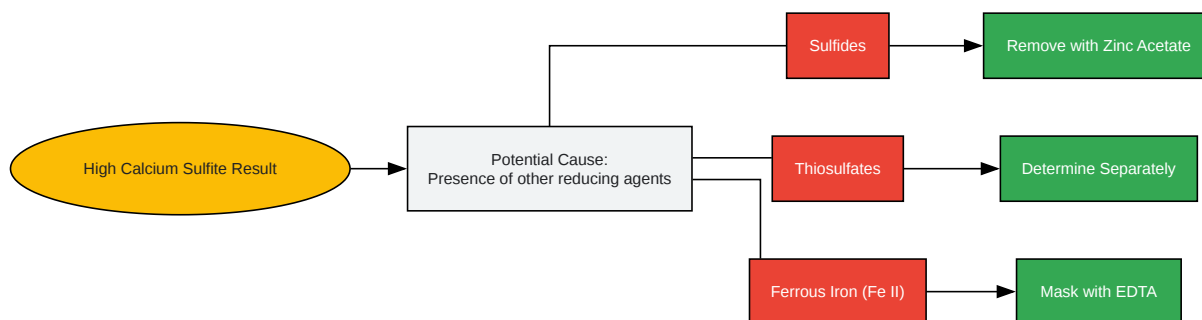 Sulfides
Remove with Zinc Acetate
High Calcium Sulfite Result
Potential Cause:
Presence of other reducing agents
Thiosulfates
Determine Separately
Ferrous Iron (Fe II)
Mask with EDTA